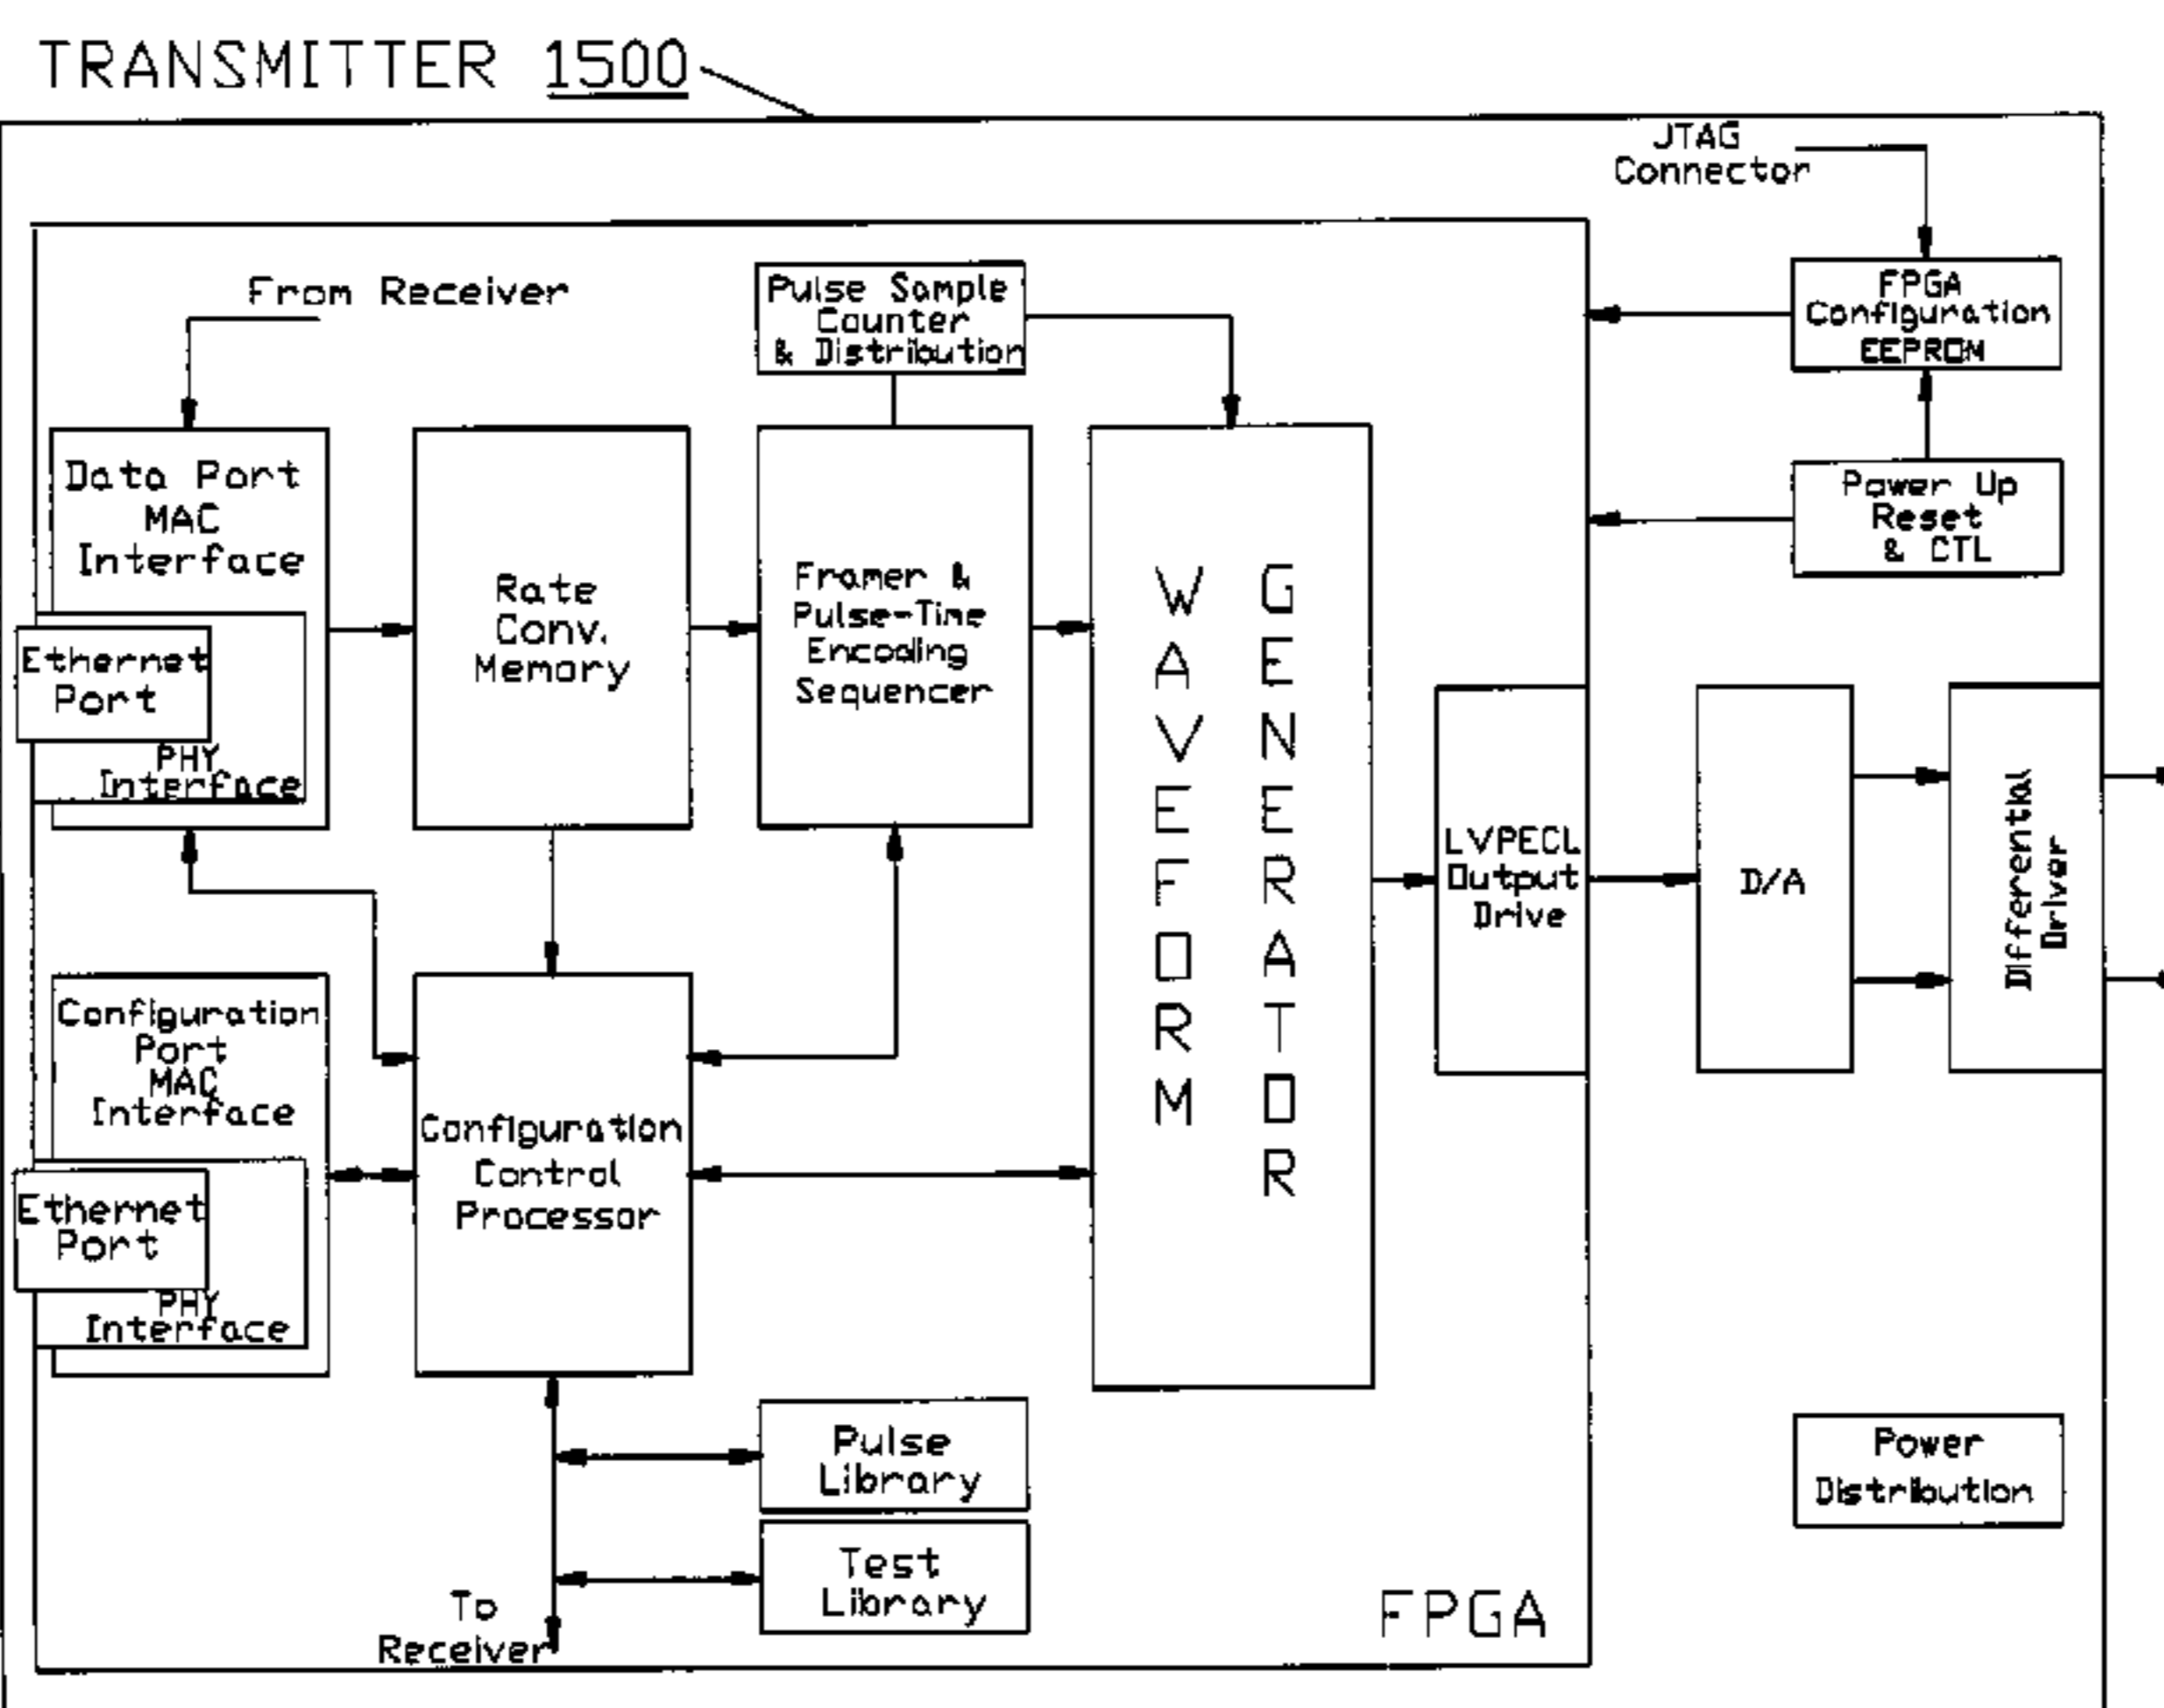 TRANSMITTER 1500
JTAG
Connector
From Receiver
Pulse Sample
Counter
& Distribution
FPGA
Configuration
EEPROM
Data Port
MAC
Interface
Ethernet
Port
PHY
Interface
Rate
Conv.
Memory
Framer &
Pulse-Time
Encoding
Sequencer
WAVEFORM
GENERATOR
Power Up
Reset
& CTL
LVPECL
Output
Drive
D/A
Differential
Driver
Configuration
Port
MAC
Interface
Ethernet
Port
PHY
Interface
Configuration
Control
Processor
Pulse
Library
Test
Library
To
Receiver
Power
Distribution
FPGA